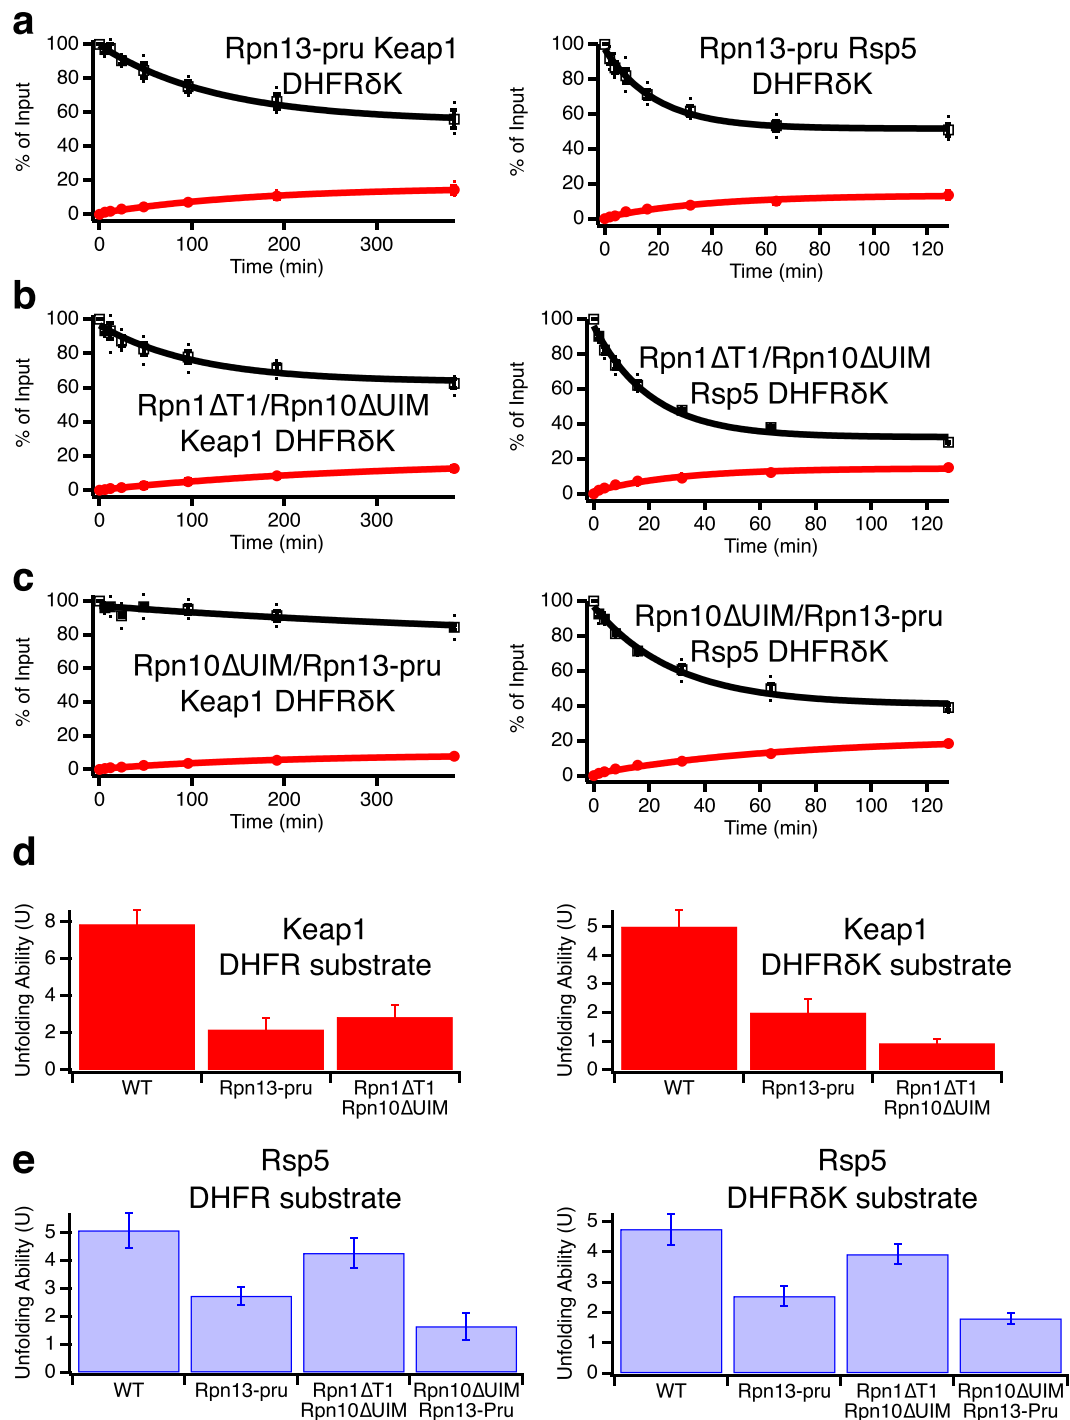 a
Rpn13-pru Keap1
DHFRδK
% of Input
100
80
60
40
20
0
0
100
200
300
Time (min)
Rpn13-pru Rsp5
DHFRδK
% of Input
100
80
60
40
20
0
0
20
40
60
80
100
120
Time (min)
b
Rpn1ΔT1/Rpn10ΔUIM
Keap1 DHFRδK
% of Input
100
80
60
40
20
0
0
100
200
300
Time (min)
Rpn1ΔT1/Rpn10ΔUIM
Rsp5 DHFRδK
% of Input
100
80
60
40
20
0
0
20
40
60
80
100
120
Time (min)
c
Rpn10ΔUIM/Rpn13-pru
Keap1 DHFRδK
% of Input
100
80
60
40
20
0
0
100
200
300
Time (min)
Rpn10ΔUIM/Rpn13-pru
Rsp5 DHFRδK
% of Input
100
80
60
40
20
0
0
20
40
60
80
100
120
Time (min)
d
Keap1
DHFR substrate
Unfolding Ability (U)
8
6
4
2
0
WT
Rpn13-pru
Rpn1ΔT1
Rpn10ΔUIM
Keap1
DHFRδK substrate
Unfolding Ability (U)
5
4
3
2
1
0
WT
Rpn13-pru
Rpn1ΔT1
Rpn10ΔUIM
e
Rsp5
DHFR substrate
Unfolding Ability (U)
5
4
3
2
1
0
WT
Rpn13-pru
Rpn1ΔT1
Rpn10ΔUIM
Rpn10ΔUIM
Rpn13-Pru
Rsp5
DHFRδK substrate
Unfolding Ability (U)
5
4
3
2
1
0
WT
Rpn13-pru
Rpn1ΔT1
Rpn10ΔUIM
Rpn10ΔUIM
Rpn13-Pru